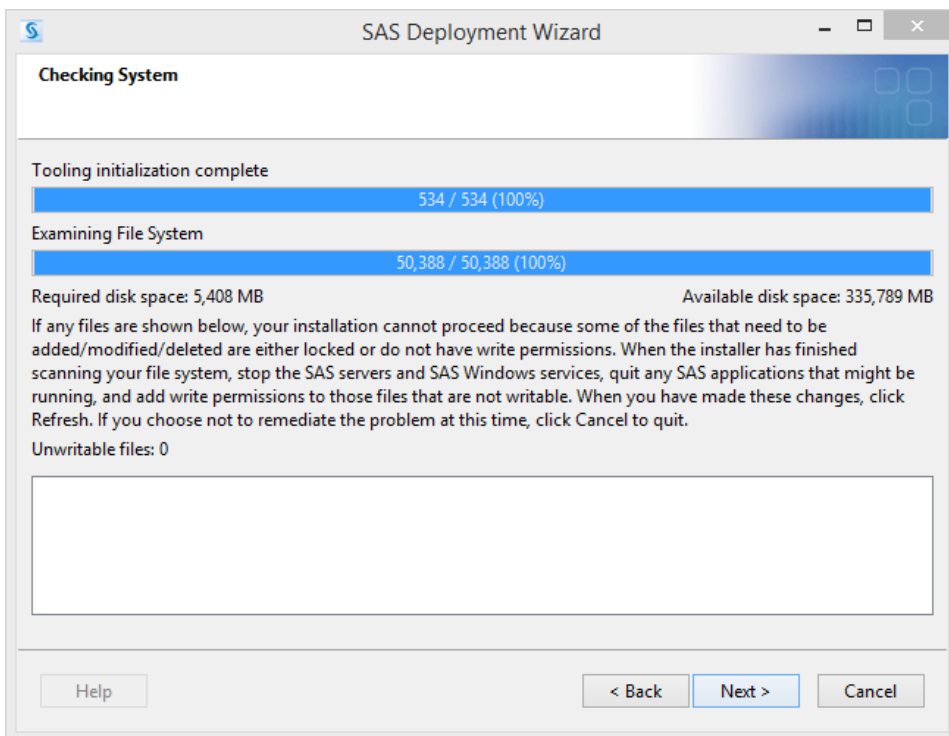 SAS Deployment Wizard
Checking System
Tooling initialization complete
534 / 534 (100%)
Examining File System
50,388 / 50,388 (100%)
Required disk space: 5,408 MB Available disk space: 335,789 MB
If any files are shown below, your installation cannot proceed because some of the files that need to be
added/modified/deleted are either locked or do not have write permissions. When the installer has finished
scanning your file system, stop the SAS servers and SAS Windows services, quit any SAS applications that might be
running, and add write permissions to those files that are not writable. When you have made these changes, click
Refresh. If you choose not to remediate the problem at this time, click Cancel to quit.
Unwritable files: 0
Help < Back Next > Cancel